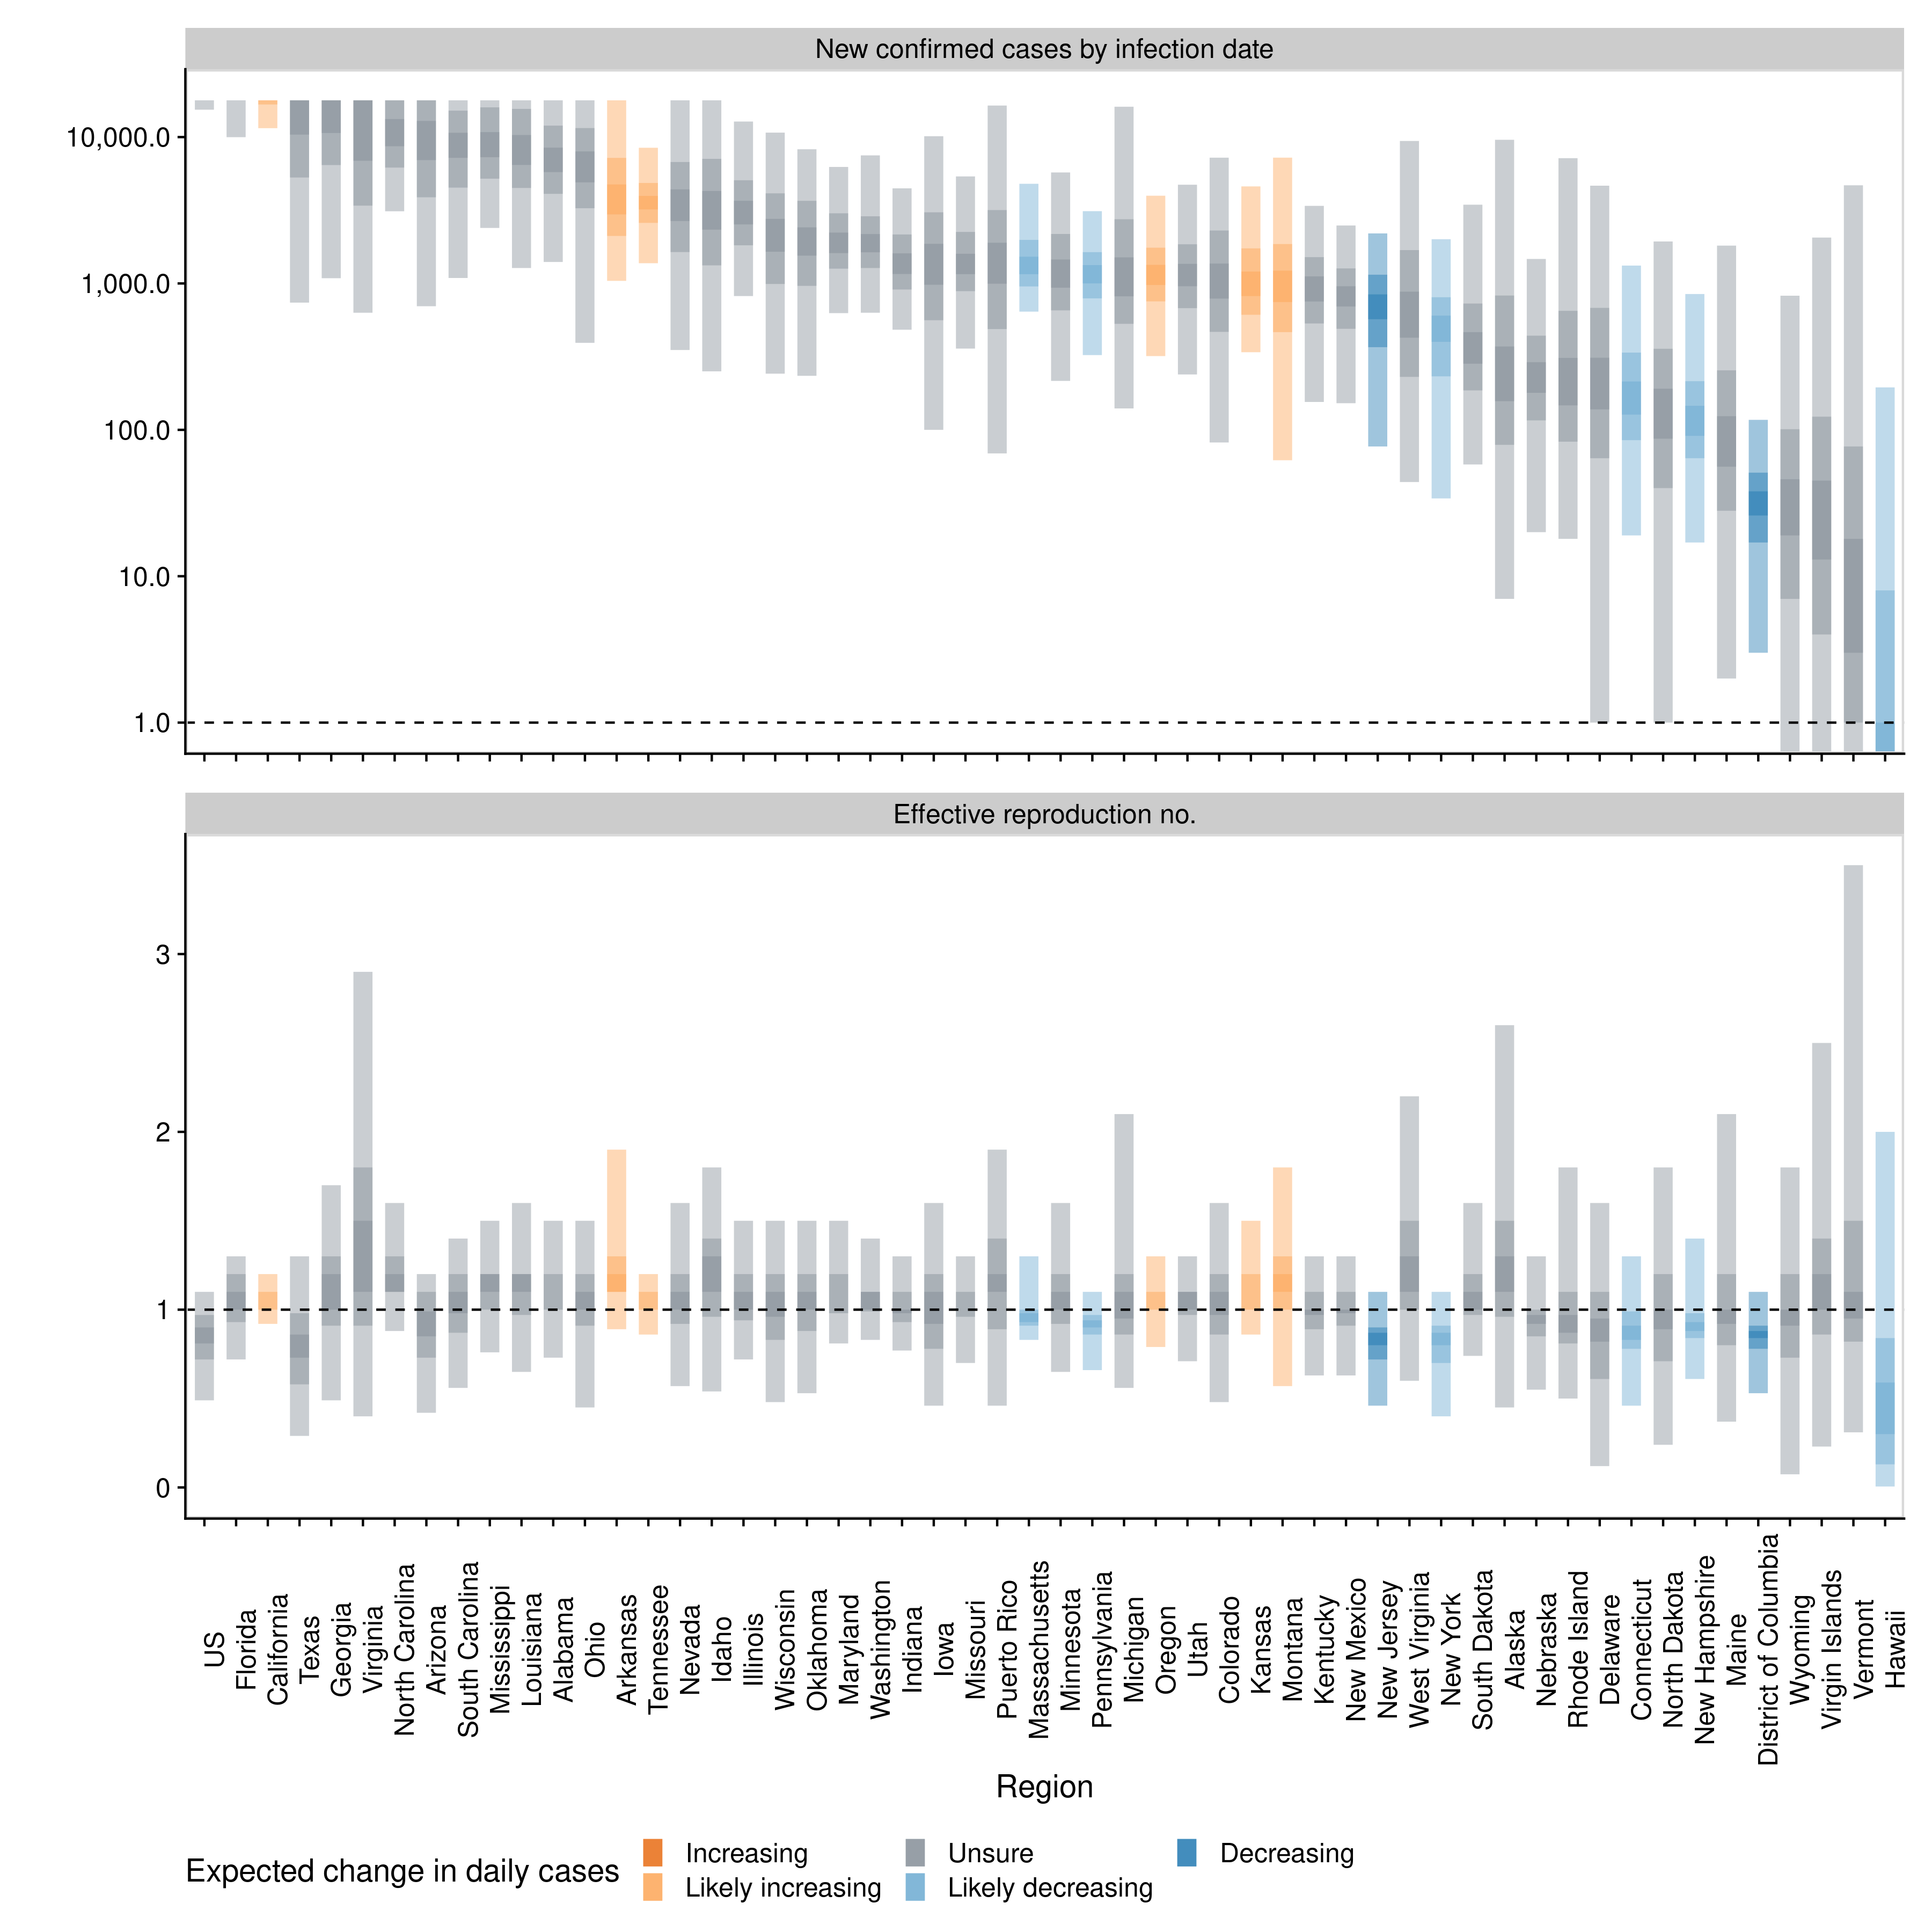 New confirmed cases by infection date
10,000.0
1,000.0
100.0
10.0
1.0
Effective reproduction no.
3
2
1
0
US
Florida
California
Texas
Georgia
Virginia
North Carolina
Arizona
South Carolina
Mississippi
Louisiana
Alabama
Ohio
Arkansas
Tennessee
Nevada
Idaho
Illinois
Wisconsin
Oklahoma
Maryland
Washington
Indiana
Iowa
Missouri
Puerto Rico
Massachusetts
Minnesota
Pennsylvania
Michigan
Oregon
Utah
Colorado
Kansas
Montana
Kentucky
New Mexico
New Jersey
West Virginia
New York
South Dakota
Alaska
Nebraska
Rhode Island
Delaware
Connecticut
North Dakota
New Hampshire
Maine
District of Columbia
Wyoming
Virgin Islands
Vermont
Hawaii
Region
Expected change in daily cases
Increasing
Likely increasing
Unsure
Likely decreasing
Decreasing